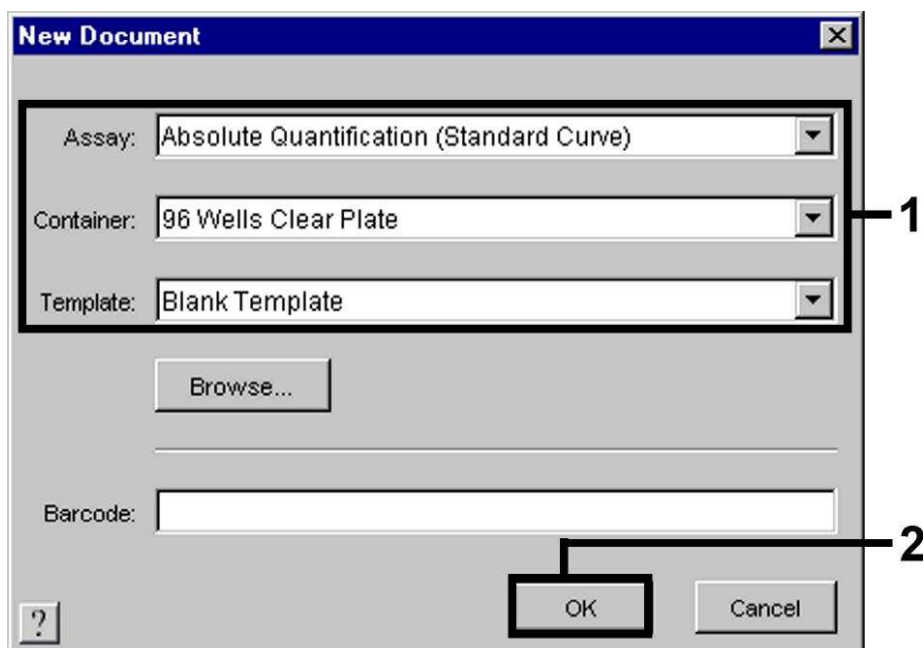 New Document
Assay: Absolute Quantification (Standard Curve)
Container: 96 Wells Clear Plate
1
Template: Blank Template
Browse...
Barcode:
2
? OK Cancel